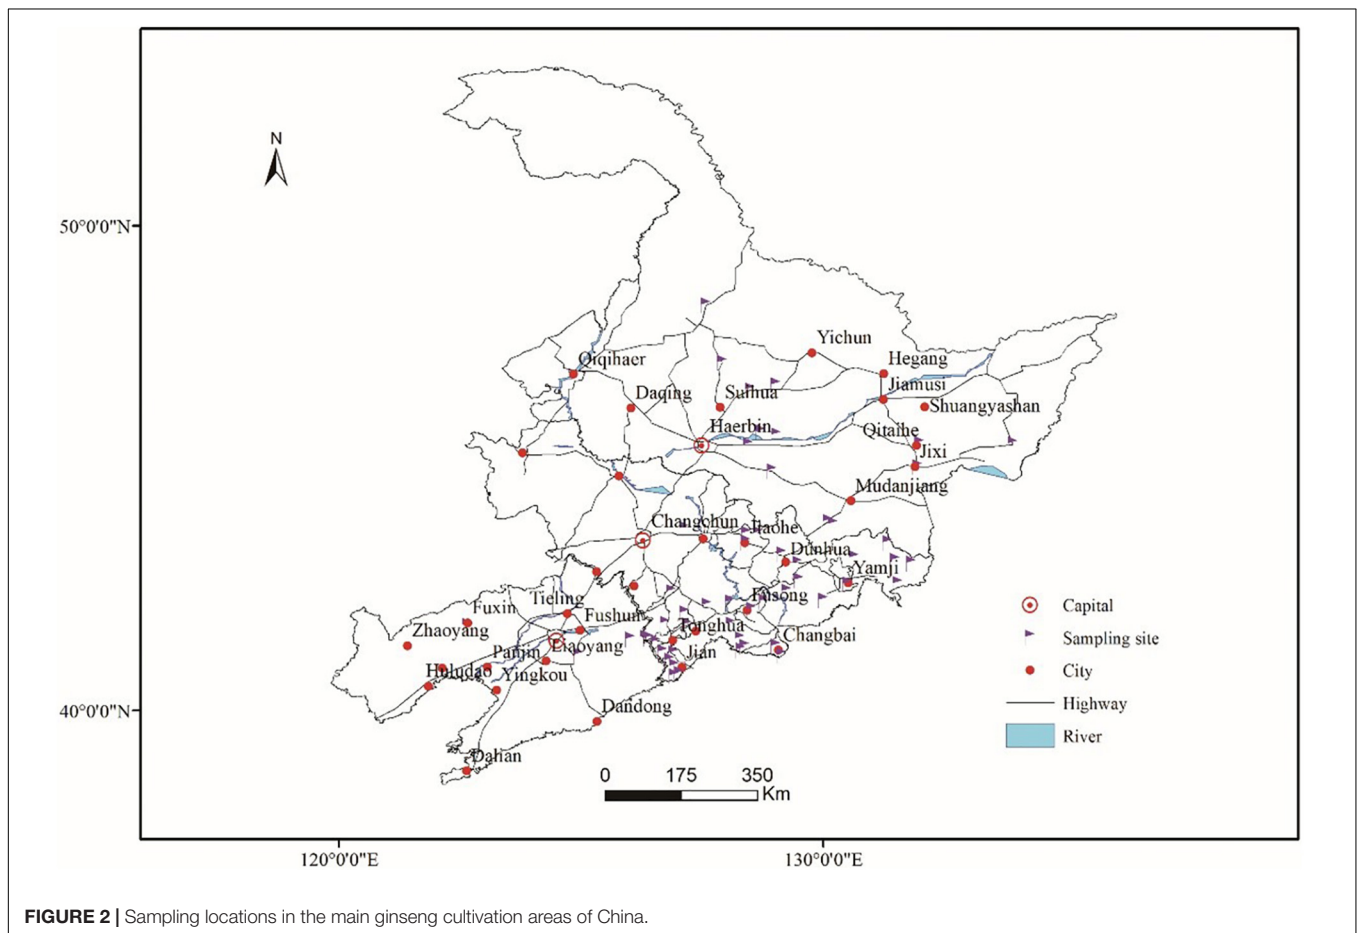 N
50°0'0"N
Yichun
Qiqihaer
Hegang
Daqing
Suihua
Jiamusi
Shuangyashan
Haerbin
Qitaihe
Jixi
Mudanjiang
Changchun
Jiaohe
Dunhua
Yamji
Fuxin
Tieling
Fushun
Fusong
Capital
Zhaoyang
Tonghua
Changbai
Sampling site
Panjin
Liaoyang
Jian
Huludao
Yingkou
City
Dandong
Highway
40°0'0"N
River
Dalian
0 175 350
Km
120°0'0"E
130°0'0"E
FIGURE 2 | Sampling locations in the main ginseng cultivation areas of China.